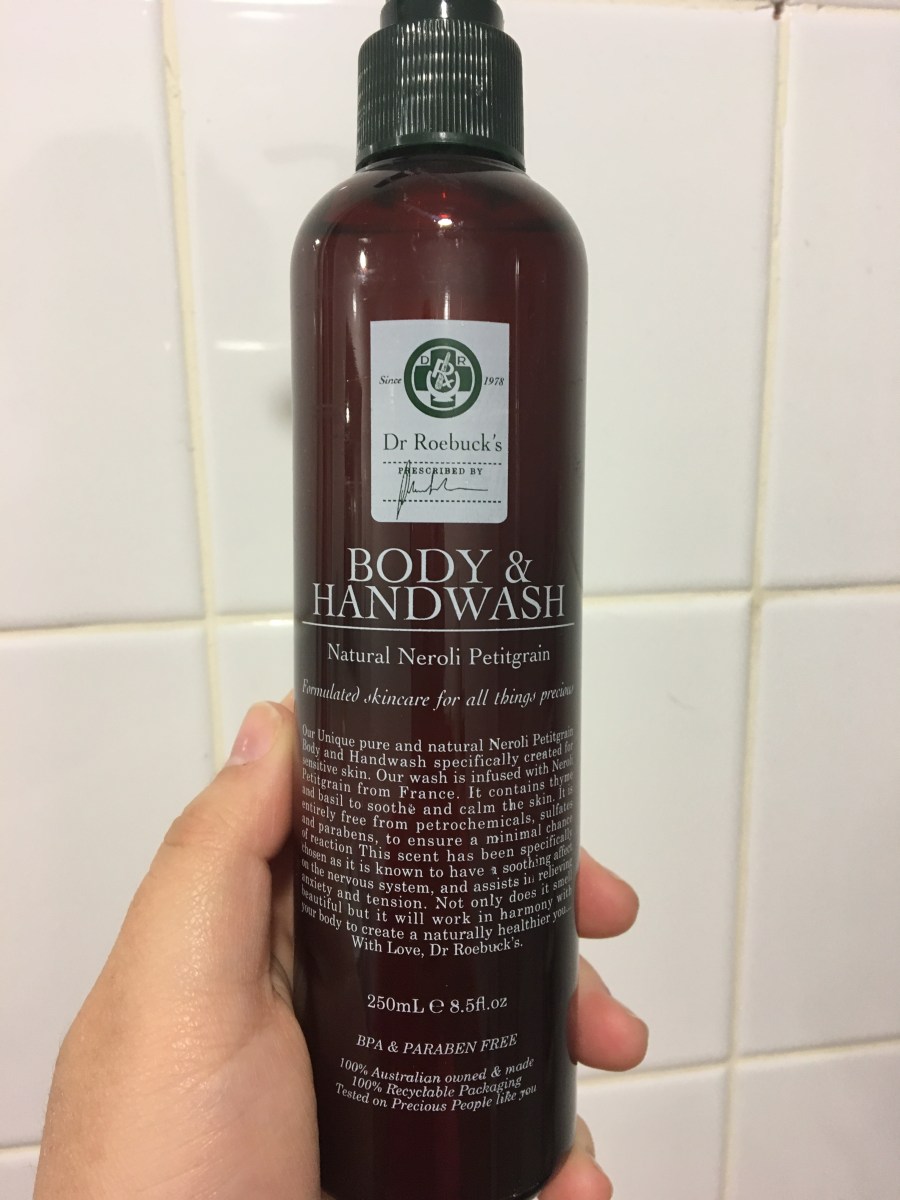 D R
Since 1978
Dr Roebuck's
PRESCRIBED BY
BODY &
HANDWASH
Natural Neroli Petitgrain
Formulated skincare for all things precious
Our Unique pure and natural Neroli Petitgrain
Body and Handwash specifically created for
sensitive skin. Our wash is infused with Neroli
Petitgrain from France. It contains thyme
and basil to soothe and calm the skin. It is
entirely free from petrochemicals, sulfates
and parabens, to ensure a minimal chance
of reaction This scent has been specifically
chosen as it is known to have a soothing affect
on the nervous system, and assists in relieving
anxiety and tension. Not only does it smell
beautiful but it will work in harmony with
your body to create a naturally healthier you....
With Love, Dr Roebuck's.
250mL ℮ 8.5fl.oz
BPA & PARABEN FREE
100% Australian owned & made
100% Recyclable Packaging
Tested on Precious People like you